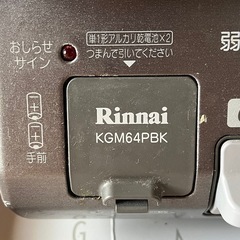 おしらせ
サイン
単1形アルカリ乾電池×2
つまんで引いてください
弱
Rinnai
KGM64PBK
手前